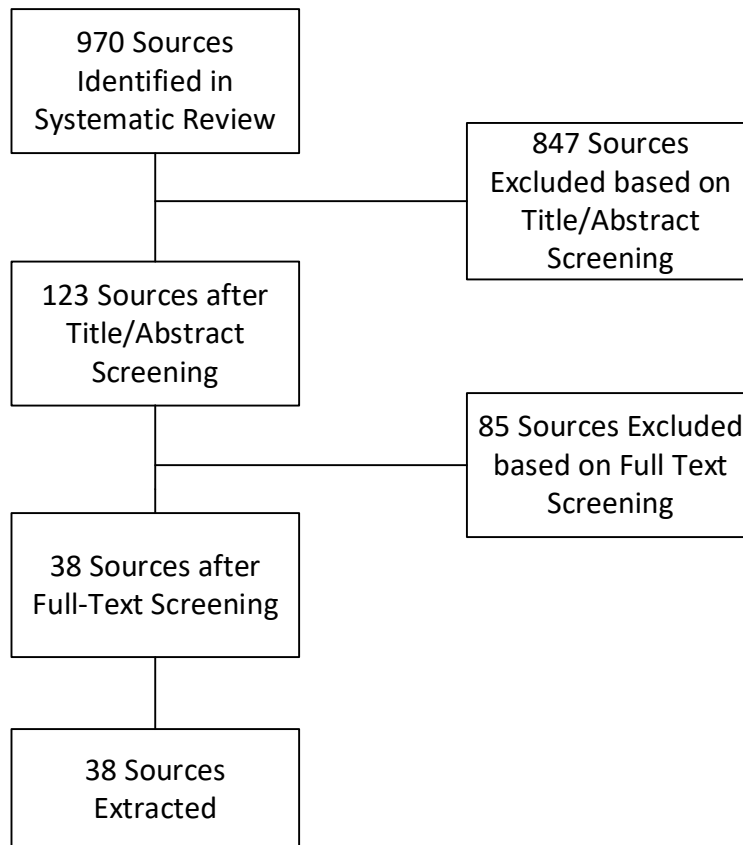 970 Sources
Identified in
Systematic Review
847 Sources
Excluded based on
Title/Abstract
Screening
123 Sources after
Title/Abstract
Screening
85 Sources Excluded
based on Full Text
Screening
38 Sources after
Full-Text Screening
38 Sources
Extracted